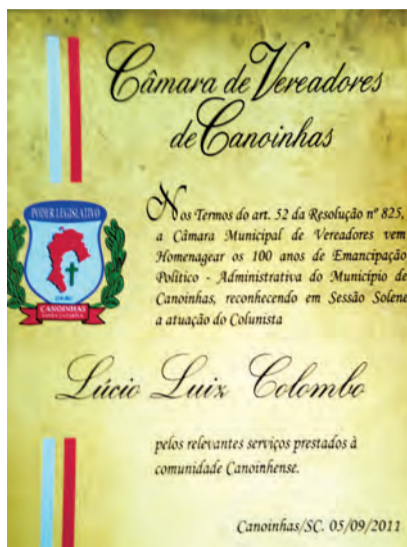 Câmara de Vereadores
de Canoinhas
PODER LEGISLATIVO
CANOINHAS
SANTA CATARINA
Nos Termos do art. 52 da Resolução nº 825,
a Câmara Municipal de Vereadores vem
Homenagear os 100 anos de Emancipação
Político - Administrativa do Município de
Canoinhas, reconhecendo em Sessão Solene
a atuação do Colunista
Lúcio Luiz Colombo
pelos relevantes serviços prestados à
comunidade Canoinhense.
Canoinhas/SC. 05/09/2011